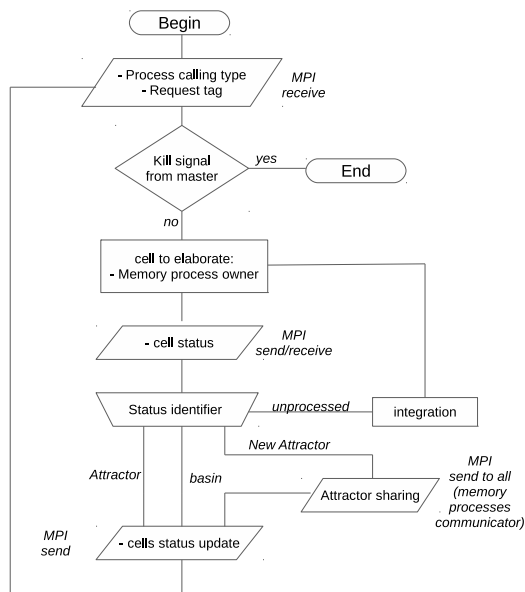 Begin
- Process calling type
- Request tag
MPI
receive
Kill signal
from master
yes
End
no
cell to elaborate:
- Memory process owner
- cell status
MPI
send/receive
Status identifier
unprocessed
integration
New Attractor
Attractor
basin
Attractor sharing
MPI
send to all
(memory
processes
communicator)
MPI
send
- cells status update